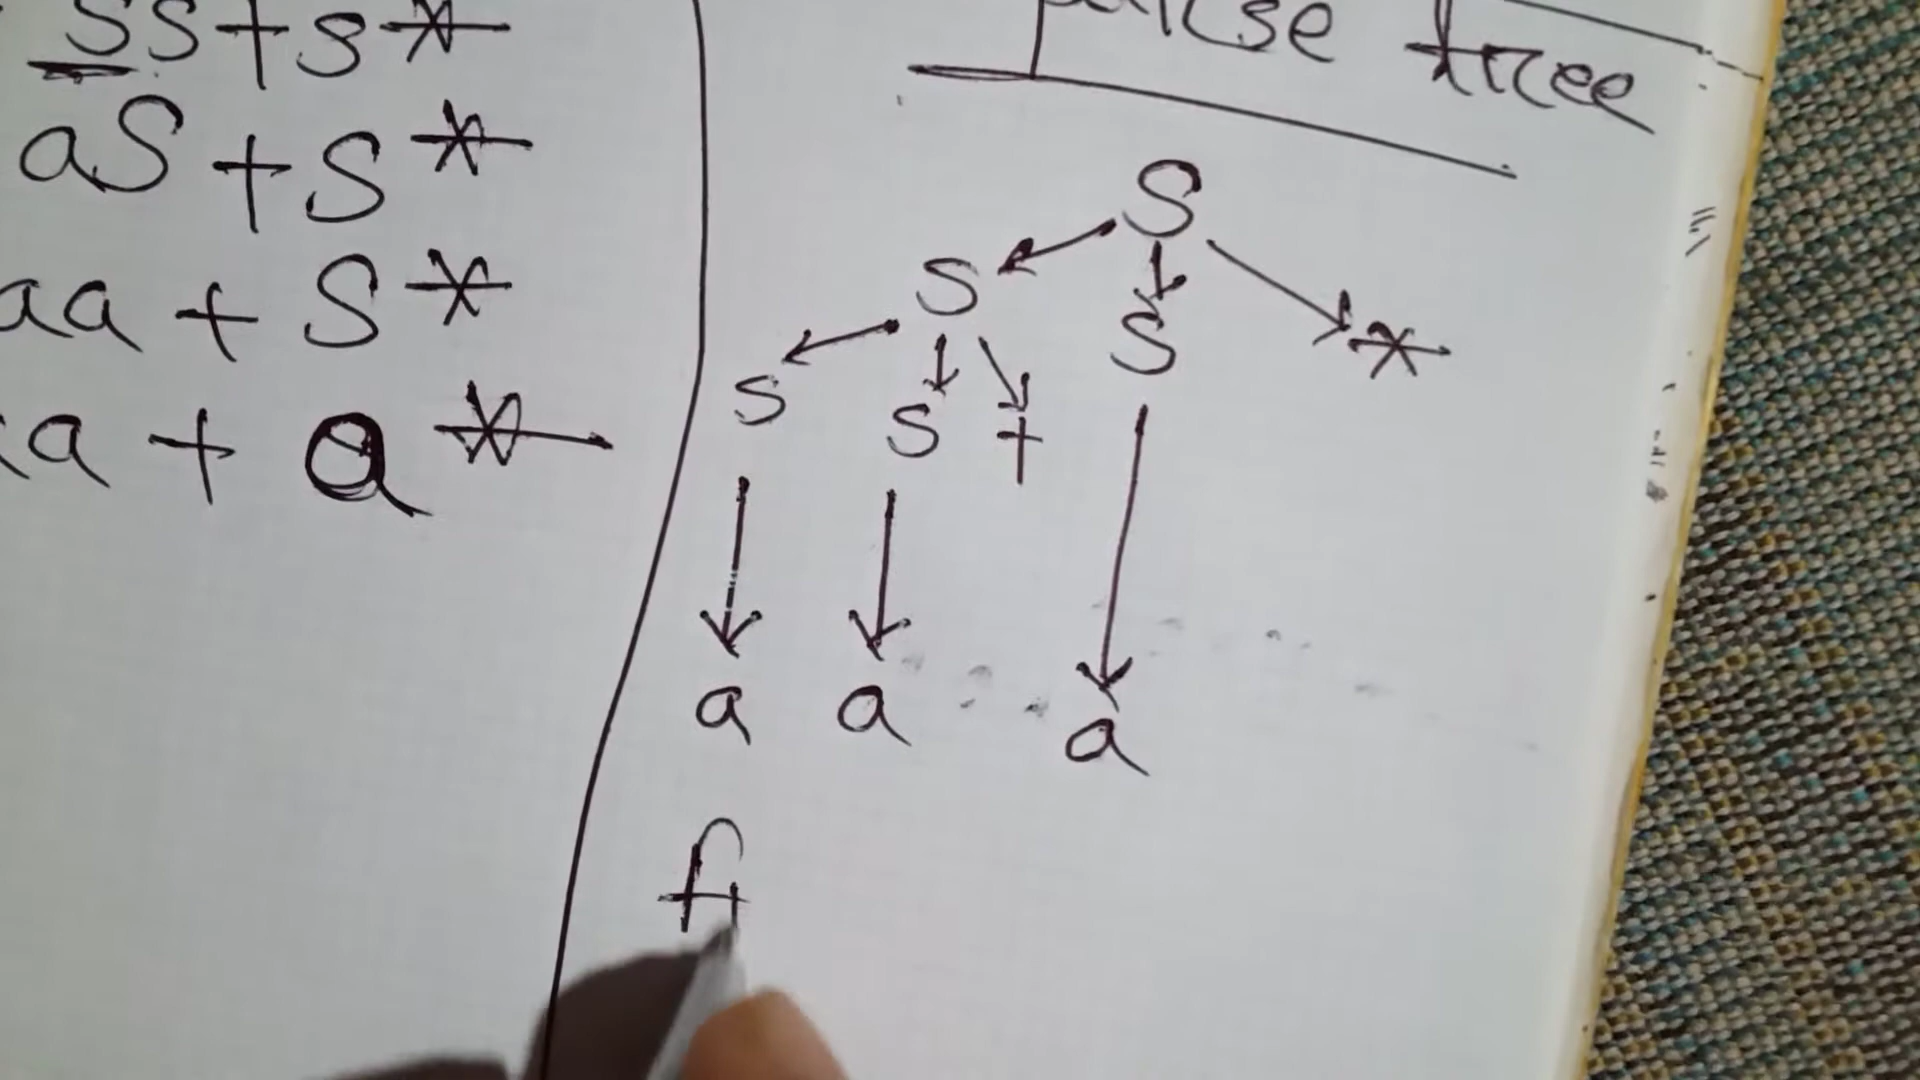 SS+S*
aS+S*
aa+S*
a+a*
parse tree
S
S S *
S S +
a a a